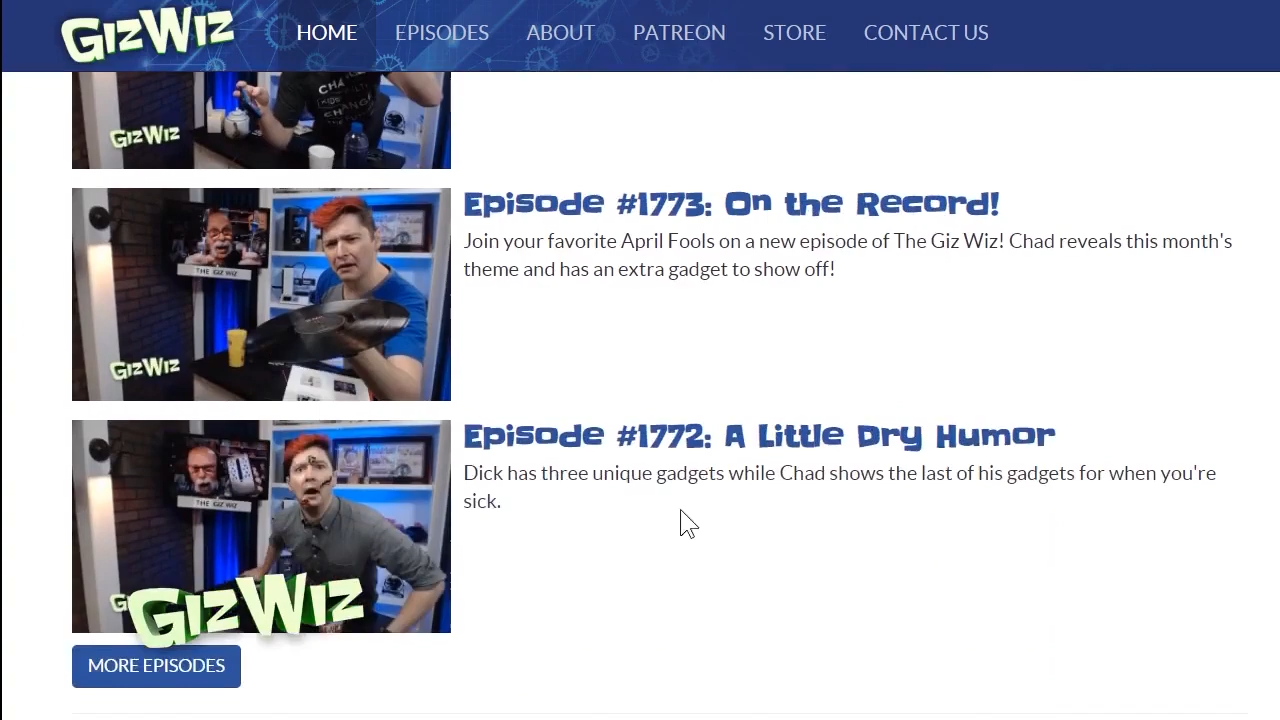 GizWiz
HOME EPISODES ABOUT PATREON STORE CONTACT US
CHANG
GizWiz
Episode #1773: On the Record!
Join your favorite April Fools on a new episode of The Giz Wiz! Chad reveals this month's
theme and has an extra gadget to show off!
THE GIZ WIZ
GizWiz
Episode #1772: A Little Dry Humor
Dick has three unique gadgets while Chad shows the last of his gadgets for when you're
sick.
THE GIZ WIZ
GizWiz
MORE EPISODES